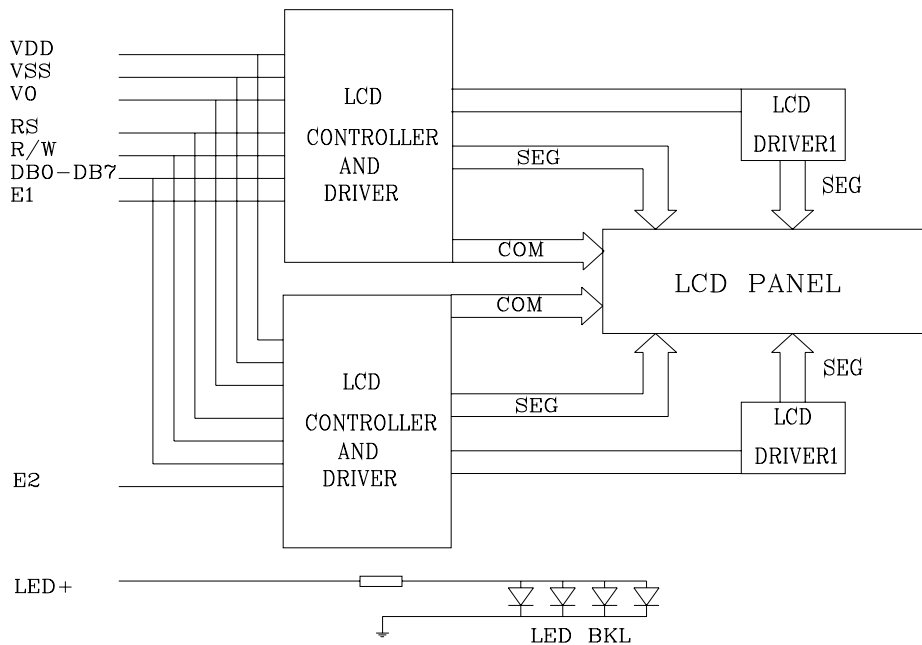 VDD
VSS
V0
RS
R/W
DB0-DB7
E1
LCD
CONTROLLER
AND
DRIVER
SEG
COM
LCD
DRIVER1
SEG
LCD PANEL
COM
SEG
LCD
CONTROLLER
AND
DRIVER
SEG
LCD
DRIVER1
E2
LED+
LED BKL